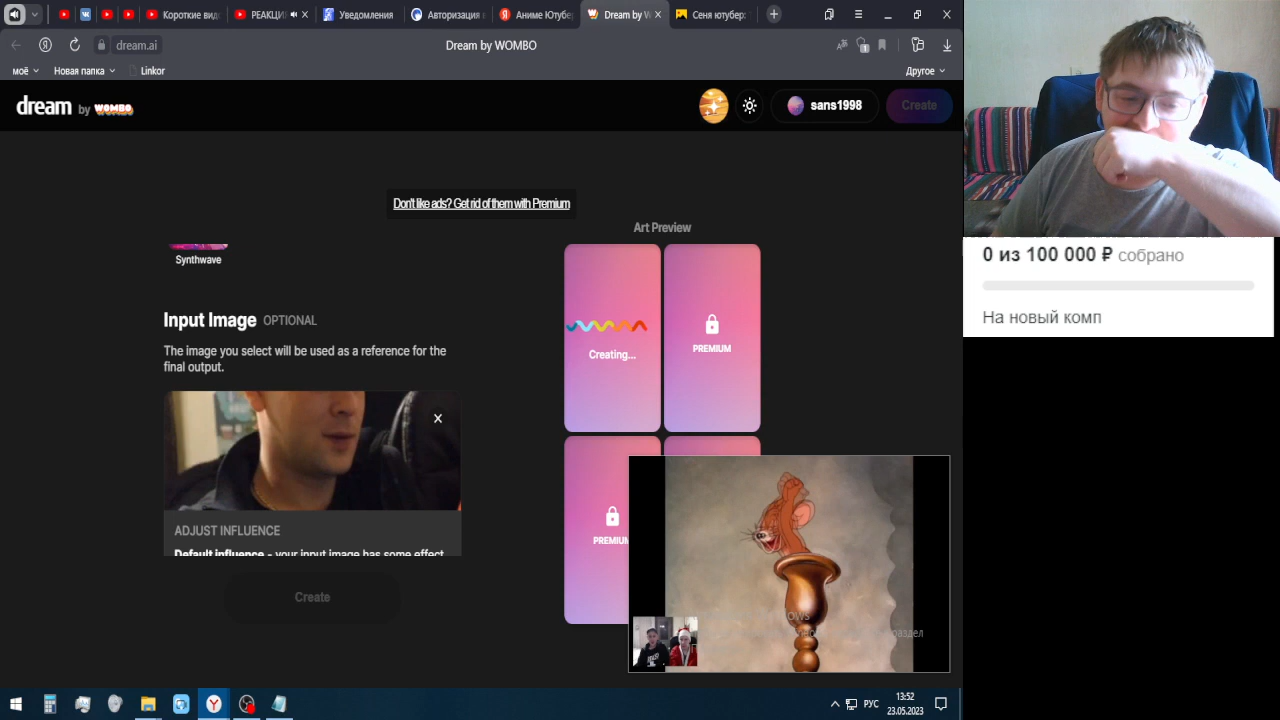 Короткие вид
РЕАКЦИ
Уведомления
Авторизация
Аниме Ютубе
Dream by W
Сеня ютубер
dream.ai
Dream by WOMBO
моё
Новая папка
Linkor
Другое
dream by WOMBO
sans1998
Create
Don't like ads? Get rid of them with Premium
Art Preview
Synthwave
Input Image OPTIONAL
The image you select will be used as a reference for the
final output.
ADJUST INFLUENCE
Default influence - your input image has some effect
Create
Creating...
PREMIUM
PREMIUM
раздел
0 из 100 000 ₽ собрано
На новый комп
РУС
13:52
23.05.2023